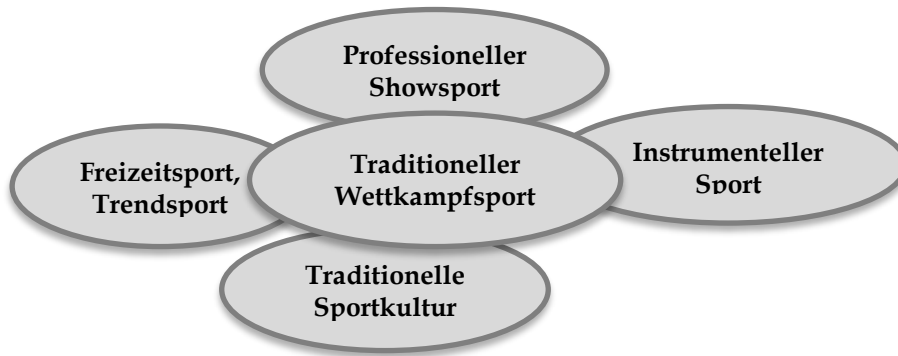 Professioneller
Showsport
Freizeitsport,
Trendsport
Traditioneller
Wettkampfsport
Instrumenteller
Sport
Traditionelle
Sportkultur